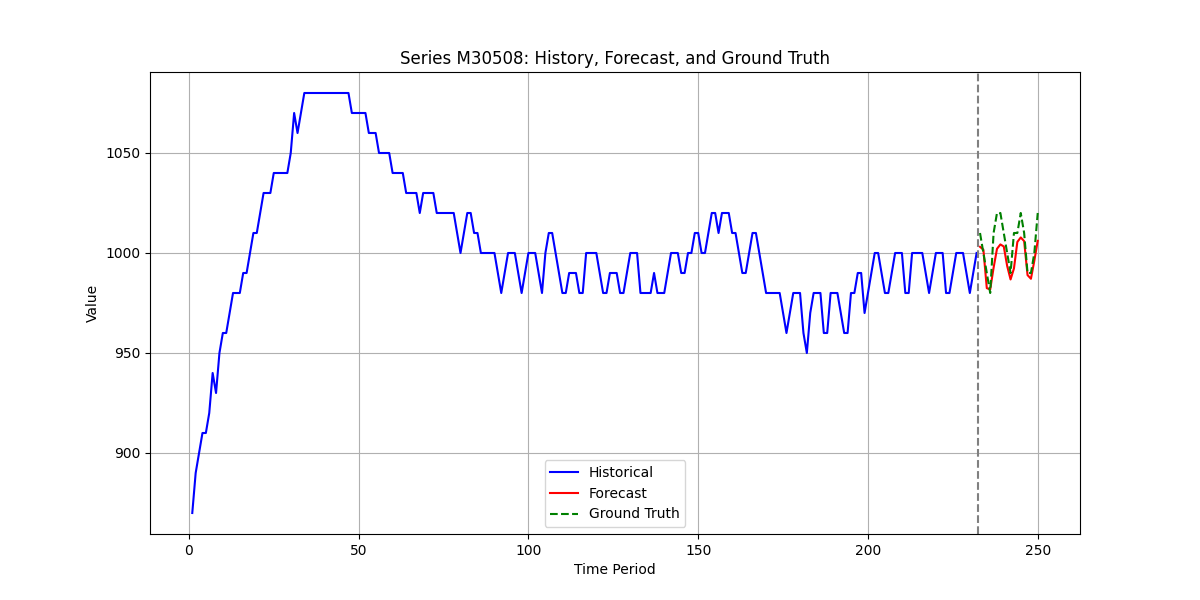 Series M30508: History, Forecast, and Ground Truth
Value
1050
1000
950
900
Historical
Forecast
Ground Truth
0 50 100 150 200 250
Time Period